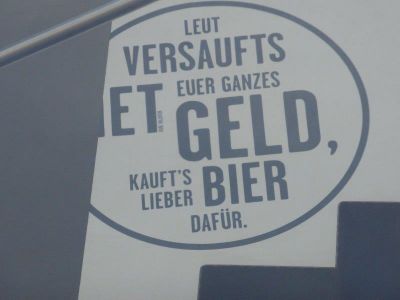 LEUT
VERSAUFTS
ET EUER GANZES
GELD,
KAUFT'S
LIEBER BIER
DAFÜR.